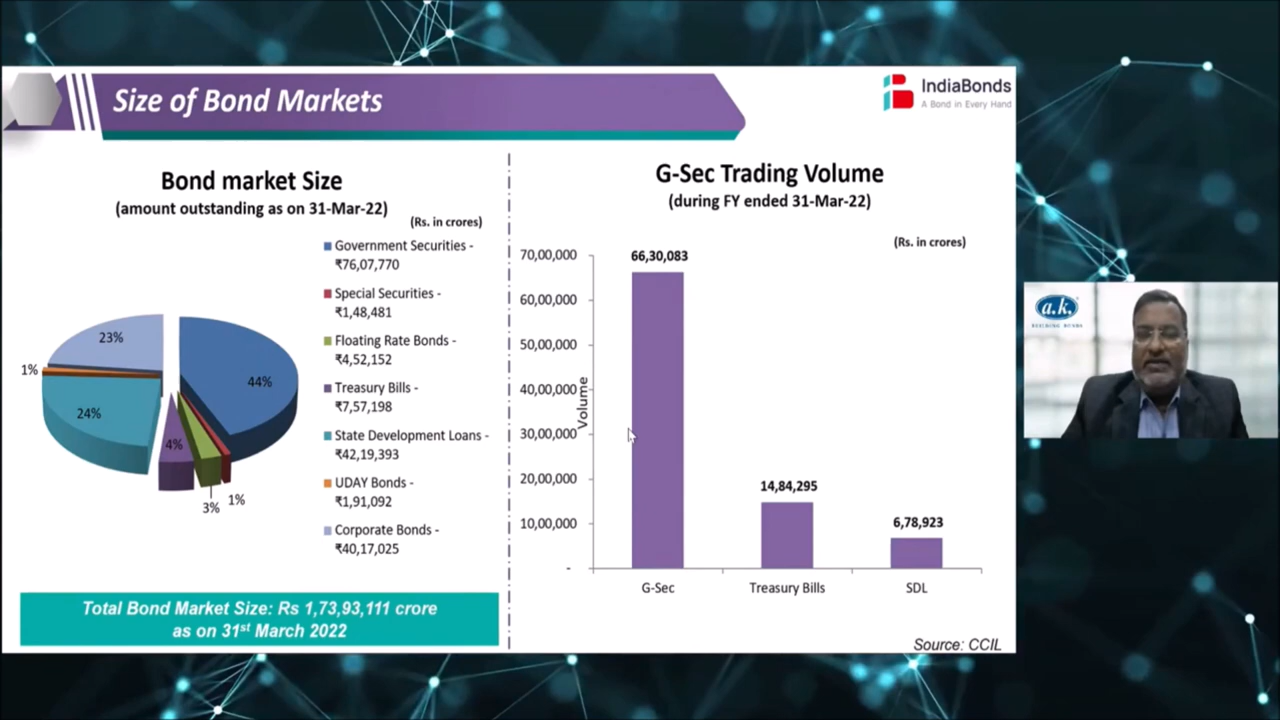 Size of Bond Markets
IndiaBonds
A Bond in Every Hand
Bond market Size
(amount outstanding as on 31-Mar-22)
(Rs. in crores)
Government Securities -
₹76,07,770
Special Securities -
₹1,48,481
Floating Rate Bonds -
₹4,52,152
Treasury Bills -
₹7,57,198
State Development Loans -
₹42,19,393
UDAY Bonds -
₹1,91,092
Corporate Bonds -
₹40,17,025
23%
1%
44%
24%
4%
3%
1%
Total Bond Market Size: Rs 1,73,93,111 crore
as on 31st March 2022
G-Sec Trading Volume
(during FY ended 31-Mar-22)
(Rs. in crores)
70,00,000
60,00,000
50,00,000
40,00,000
30,00,000
20,00,000
10,00,000
-
Volume
66,30,083
14,84,295
6,78,923
G-Sec
Treasury Bills
SDL
Source: CCIL
a.k.
BUILDING BONDS